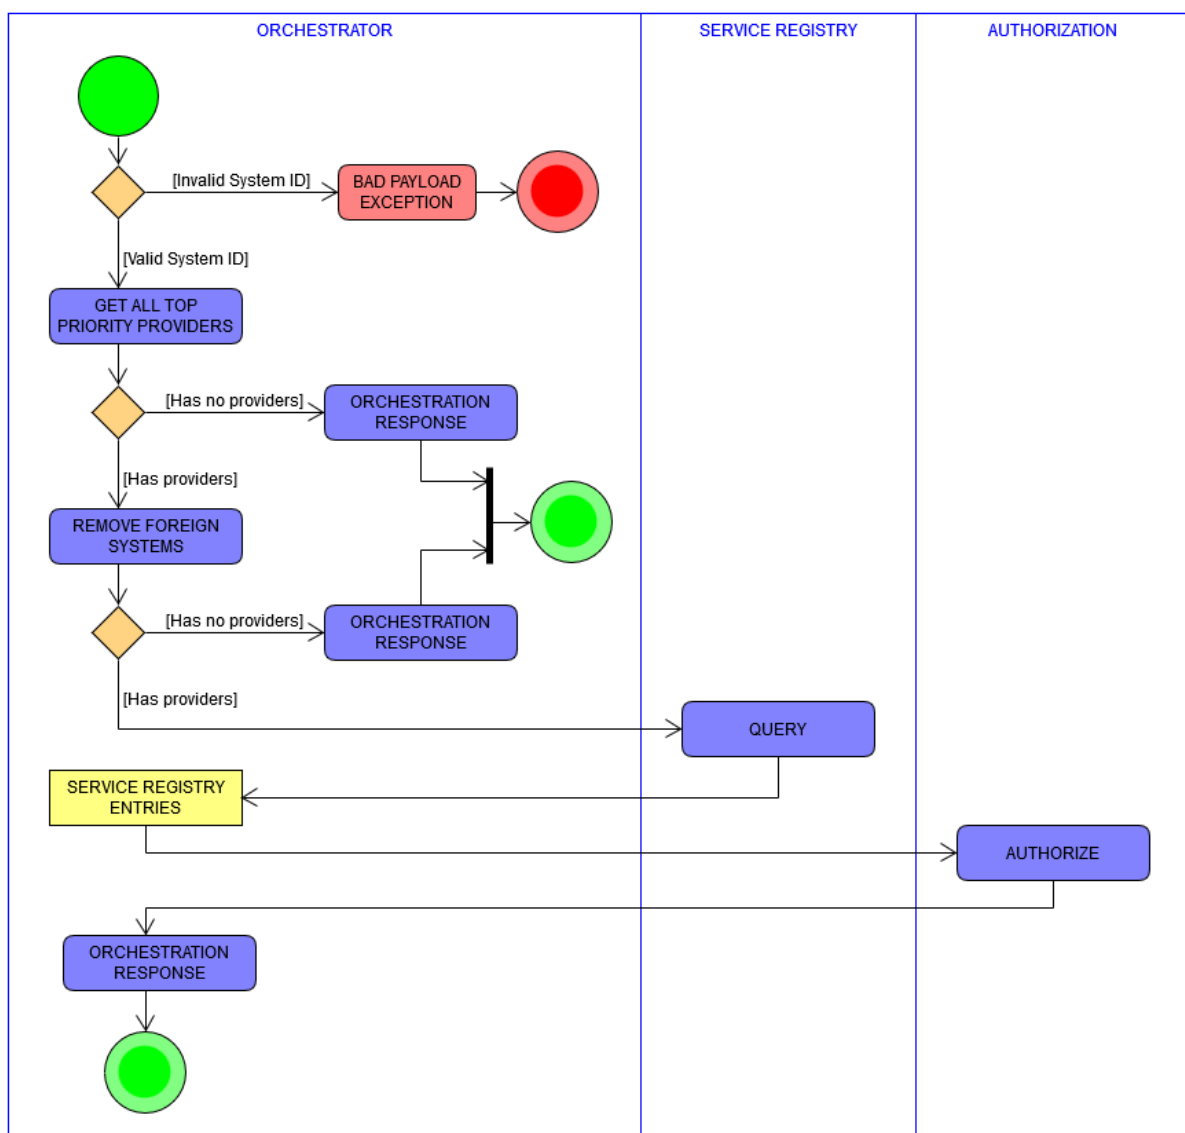 ORCHESTRATOR
SERVICE REGISTRY
AUTHORIZATION
[Invalid System ID]
BAD PAYLOAD
EXCEPTION
[Valid System ID]
GET ALL TOP
PRIORITY PROVIDERS
[Has no providers]
ORCHESTRATION
RESPONSE
[Has providers]
REMOVE FOREIGN
SYSTEMS
[Has no providers]
ORCHESTRATION
RESPONSE
[Has providers]
QUERY
SERVICE REGISTRY
ENTRIES
AUTHORIZE
ORCHESTRATION
RESPONSE